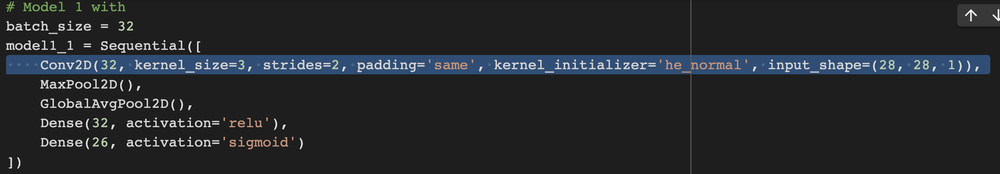 # Model 1 with
batch_size = 32
model1_1 = Sequential([
    Conv2D(32, kernel_size=3, strides=2, padding='same', kernel_initializer='he_normal', input_shape=(28, 28, 1)),
    MaxPool2D(),
    GlobalAvgPool2D(),
    Dense(32, activation='relu'),
    Dense(26, activation='sigmoid')
])